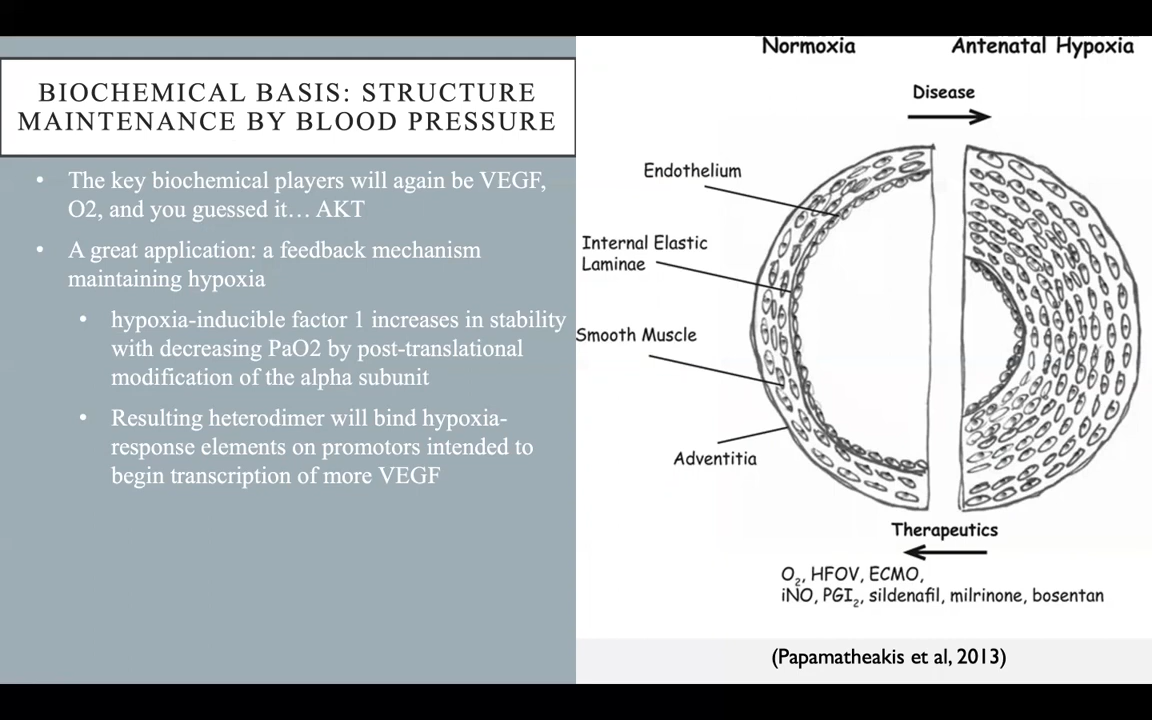 BIOCHEMICAL BASIS: STRUCTURE
MAINTENANCE BY BLOOD PRESSURE
• The key biochemical players will again be VEGF,
O2, and you guessed it… AKT
• A great application: a feedback mechanism
maintaining hypoxia
• hypoxia-inducible factor 1 increases in stability
with decreasing PaO2 by post-translational
modification of the alpha subunit
• Resulting heterodimer will bind hypoxia-
response elements on promotors intended to
begin transcription of more VEGF
Normoxia
Antenatal Hypoxia
Disease
Endothelium
Internal Elastic
Laminae
Smooth Muscle
Adventitia
Therapeutics
O₂, HFOV, ECMO,
iNO, PGI₂, sildenafil, milrinone, bosentan
(Papamatheakis et al, 2013)